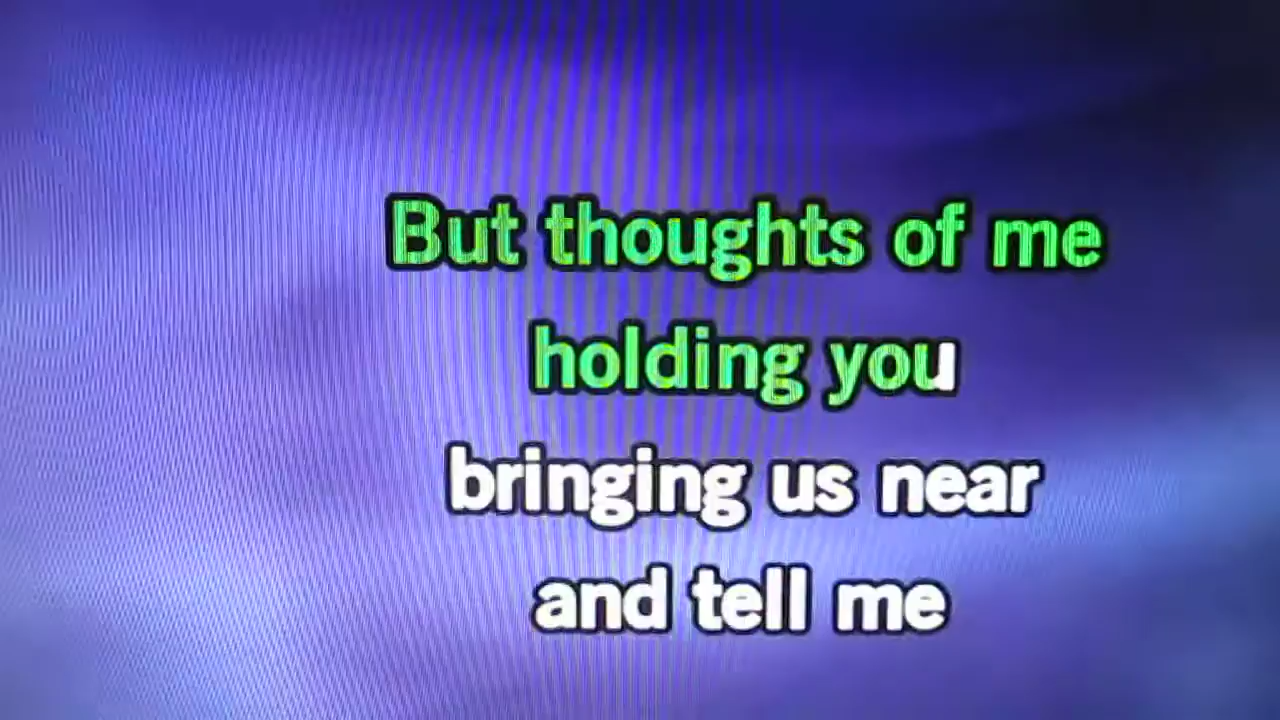 But thoughts of me
holding you
bringing us near
and tell me